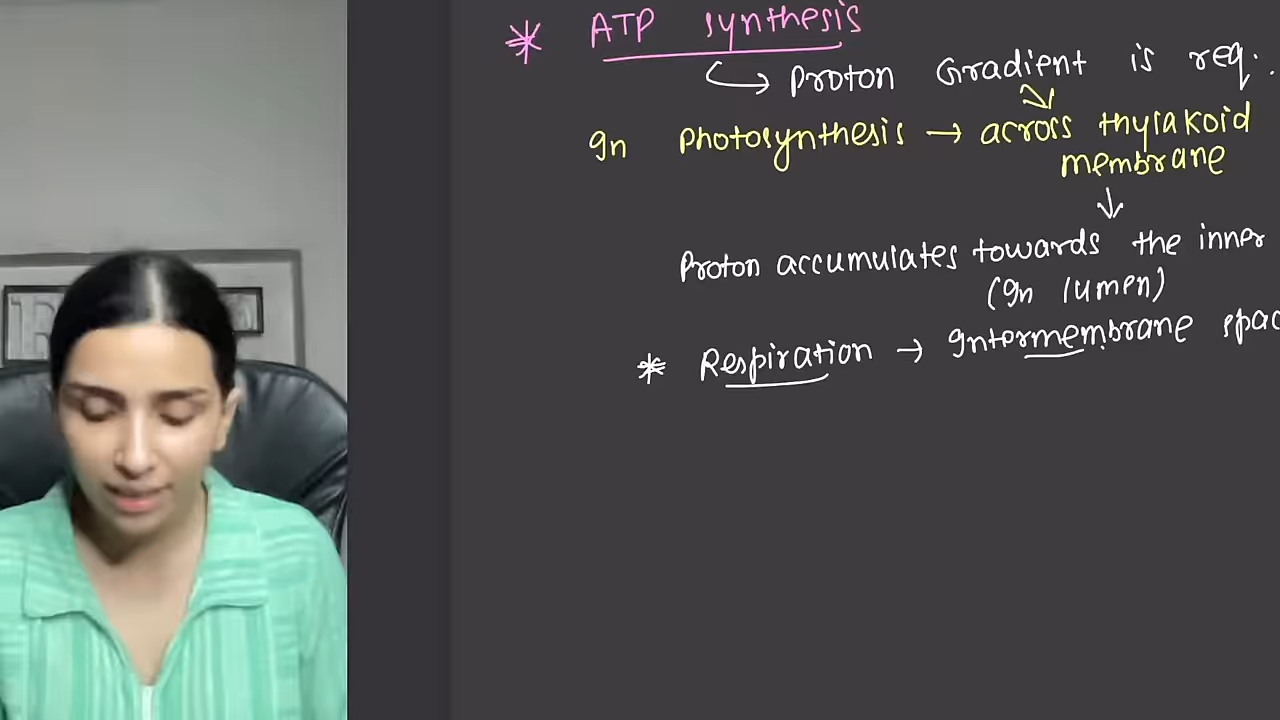 * ATP synthesis
↳ Proton Gradient is req.
In Photosynthesis → across thylakoid
membrane
↓
Proton accumulates towards the inner
(In lumen)
* Respiration → Intermembrane spac